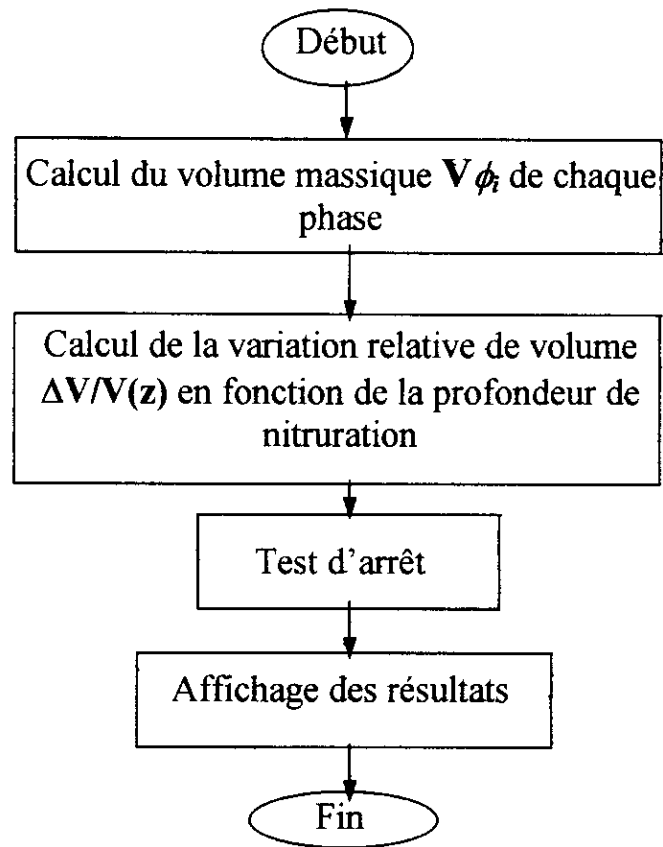 Début
Calcul du volume massique Vϕi de chaque
phase
Calcul de la variation relative de volume
ΔV/V(z) en fonction de la profondeur de
nitruration
Test d'arrêt
Affichage des résultats
Fin